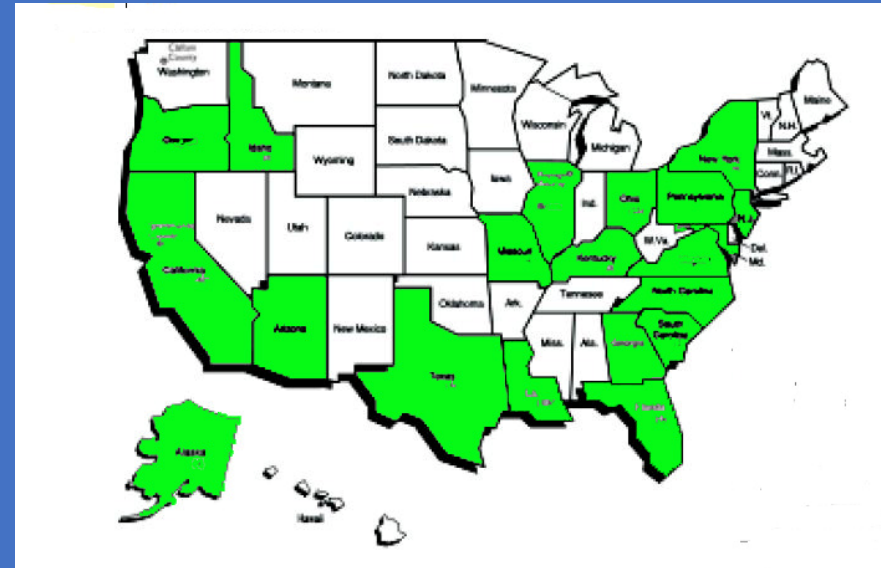 Clallam
County
Washington
Montana
North Dakota
Minnesota
Maine
Vt.
N.H.
Oregon
Idaho
South Dakota
Wisconsin
Michigan
New York
Mass.
Conn.
R.I.
Wyoming
Iowa
Nebraska
Pennsylvania
Ohio
Ind.
N.J.
Nevada
Utah
Colorado
Kansas
Missouri
Kentucky
W.Va.
Del.
Md.
California
Arizona
New Mexico
Oklahoma
Ark.
Tennessee
North Carolina
South
Carolina
Miss.
Ala.
Georgia
Texas
Florida
Alaska
Hawaii